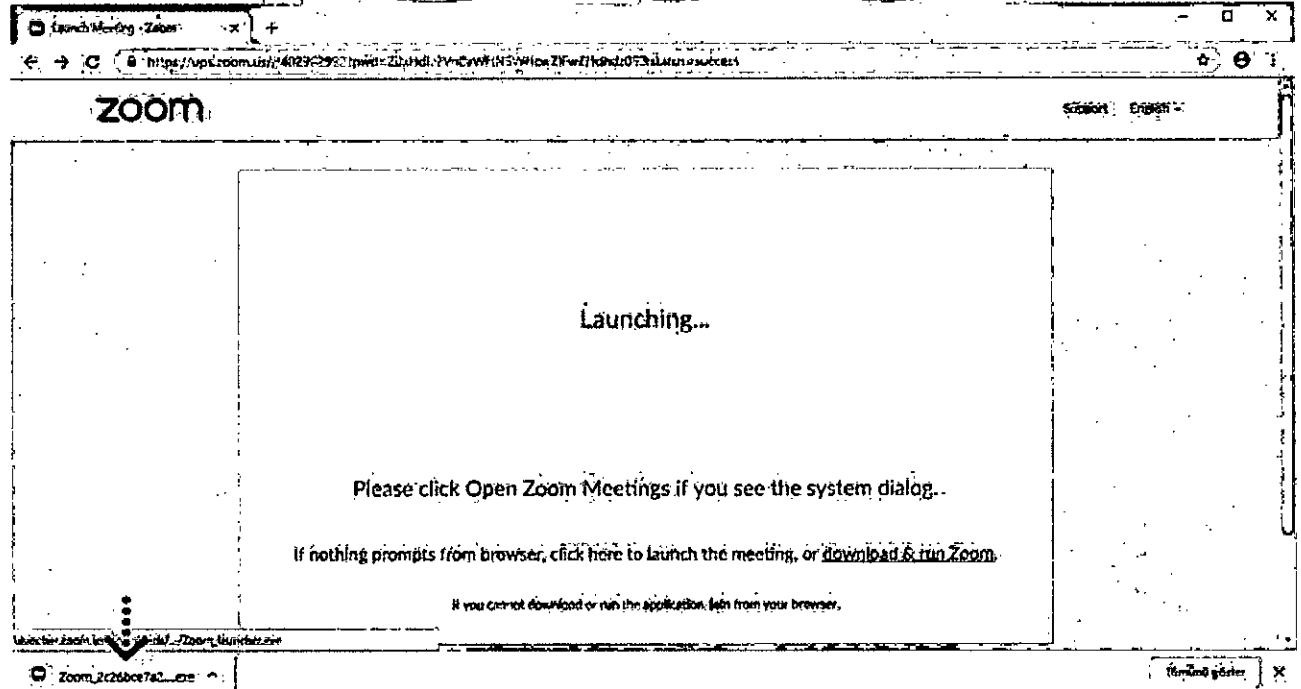 Launch Meeting - Zoom
zoom
Support English
Launching...
Please click Open Zoom Meetings if you see the system dialog.
If nothing prompts from browser, click here to launch the meeting, or download & run Zoom.
If you cannot download or run the application, join from your browser.
Zoom_2c26bce7a2....exe
Tümünü göster